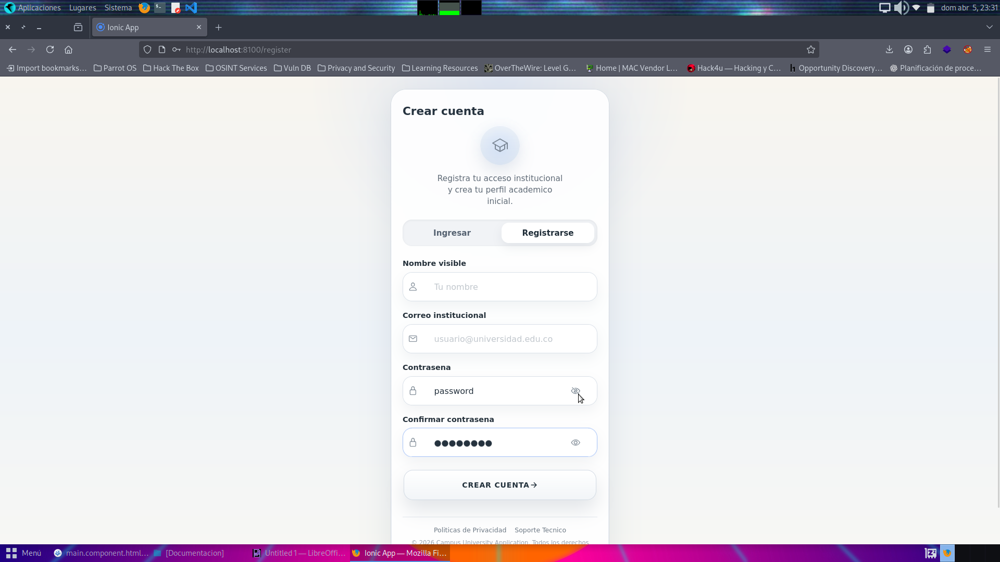 Aplicaciones Lugares Sistema dom abr 5, 23:31
Ionic App
http://localhost:8100/register
Import bookmarks... Parrot OS Hack The Box OSINT Services Vuln DB Privacy and Security Learning Resources OverTheWire: Level G... Home | MAC Vendor L... Hack4u — Hacking y C... Opportunity Discovery... Planificación de proce...
Crear cuenta
Registra tu acceso institucional
y crea tu perfil academico
inicial.
Ingresar Registrarse
Nombre visible
Tu nombre
Correo institucional
usuario@universidad.edu.co
Contrasena
password
Confirmar contrasena
●●●●●●●●
CREAR CUENTA→
Politicas de Privacidad Soporte Tecnico
© 2026 Campus University Application. Todos los derechos
Menú main.component.html... [Documentacion] Untitled 1 — LibreOffi... Ionic App — Mozilla Fi...